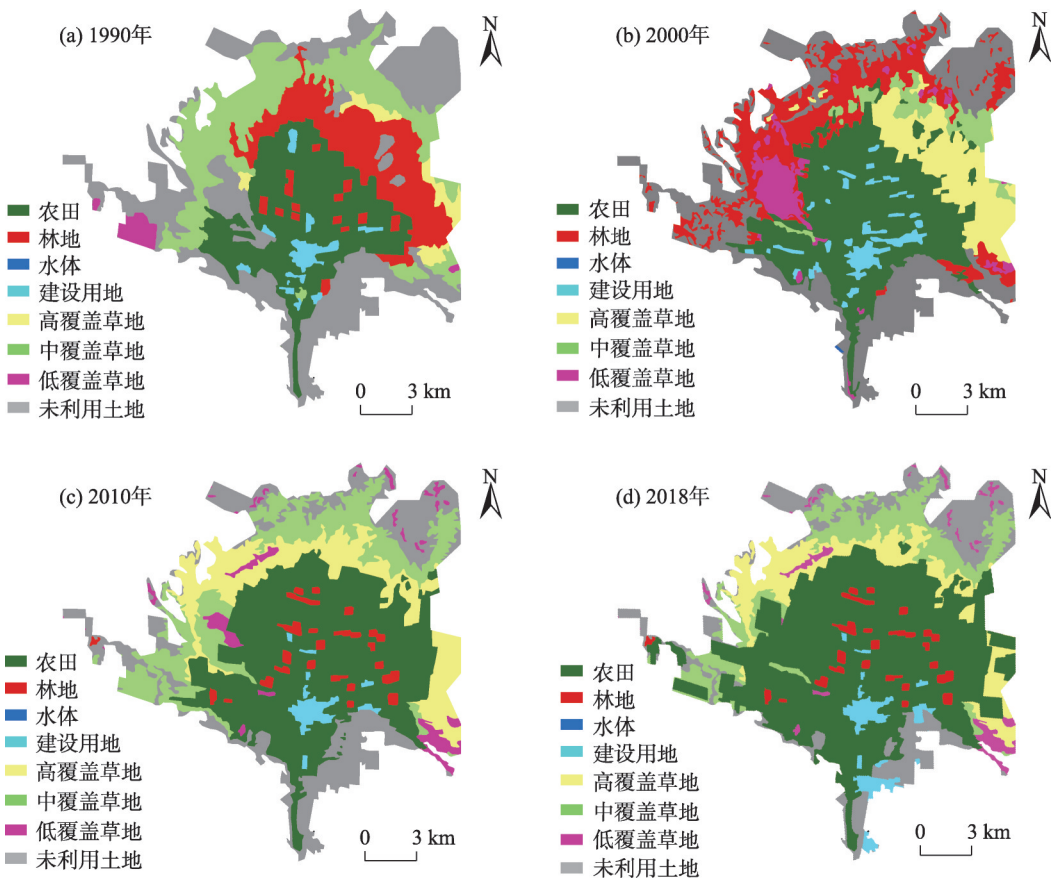 (a) 1990年
N
农田
林地
水体
建设用地
高覆盖草地
中覆盖草地
低覆盖草地
未利用土地
0 3 km
(b) 2000年
N
农田
林地
水体
建设用地
高覆盖草地
中覆盖草地
低覆盖草地
未利用土地
0 3 km
(c) 2010年
N
农田
林地
水体
建设用地
高覆盖草地
中覆盖草地
低覆盖草地
未利用土地
0 3 km
(d) 2018年
N
农田
林地
水体
建设用地
高覆盖草地
中覆盖草地
低覆盖草地
未利用土地
0 3 km